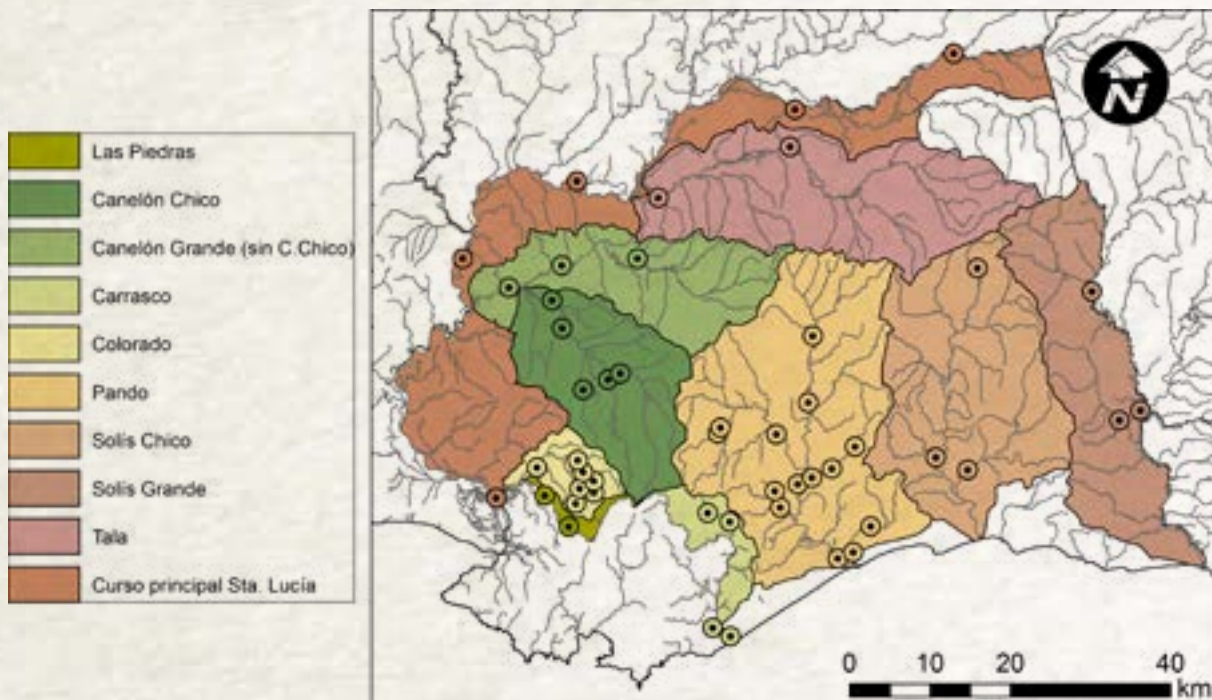 Las Piedras
Canelón Chico
Canelón Grande (sin C.Chico)
Carrasco
Colorado
Pando
Solís Chico
Solís Grande
Tala
Curso principal Sta. Lucía
N
0 10 20 40
km